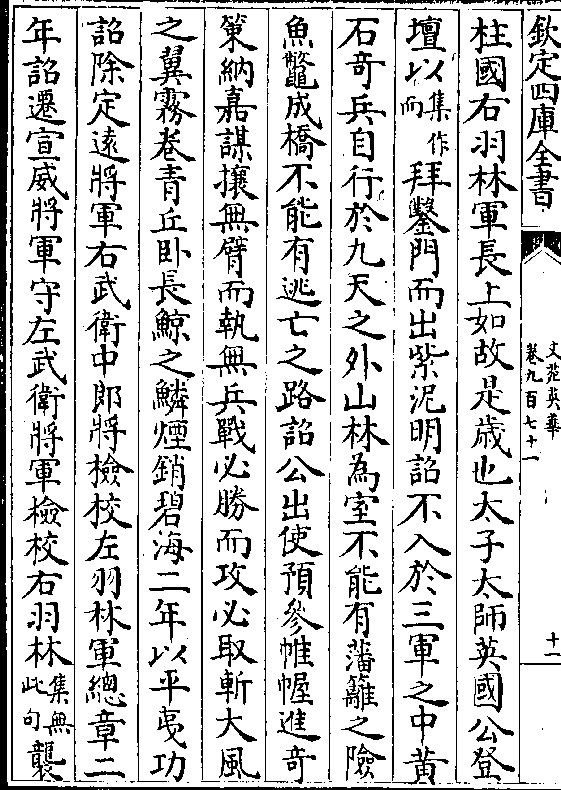 欽定四庫全書
文苑英華
卷九百七十一
十二
柱國右羽林軍長上如故是歲也太子太師英國公登
壇以集作而拜鑿門而出紫泥明詔不入於三軍之中黃
石奇兵自行於九天之外山林為室不能有藩籬之險
魚鼈成橋不能有逃亡之路詔公出使預參帷幄進奇
策納嘉謀攘無臂而執無兵戰必勝而攻必取斬大風
之翼霧卷青丘卧長鯨之鱗煙銷碧海二年以平夷功
詔除定逺將軍右武衛中郎將檢校左羽林軍總章二
年詔遷宣威將軍守左武衛將軍檢校右羽林集無此句襲